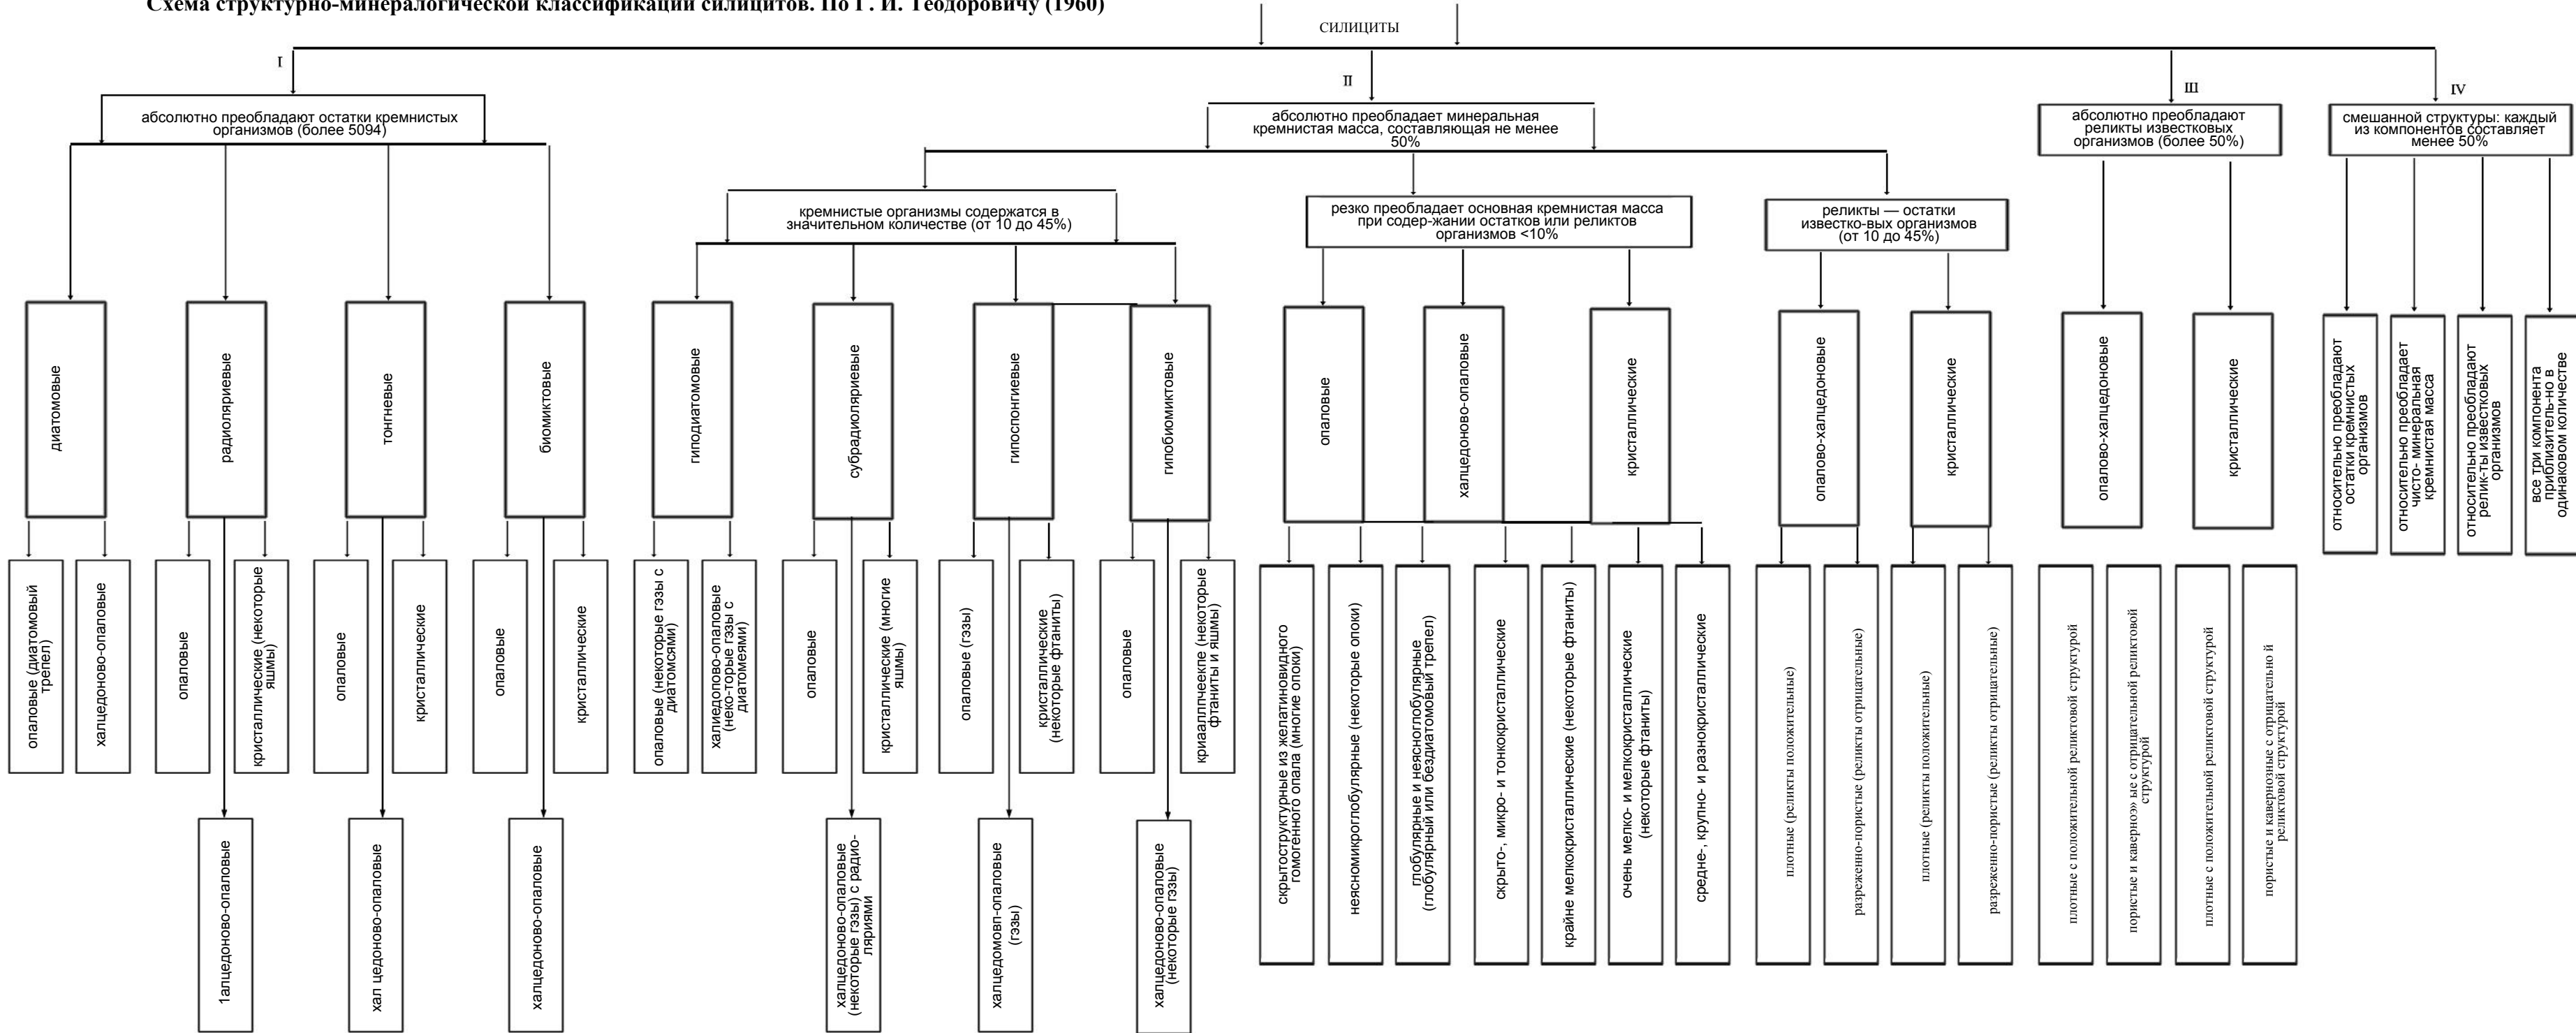 Схема структурно-минералогической классификации силицитов. По Г. И. Теодоровичу (1960)
СИЛИЦИТЫ
I
II
Ш
IV
абсолютно преобладают остатки кремнистых
организмов (более 5094)
абсолютно преобладает минеральная
кремнистая масса, составляющая не менее
50%
абсолютно преобладают
реликты известковых
организмов (более 50%)
смешанной структуры: каждый
из компонентов составляет
менее 50%
кремнистые организмы содержатся в
значительном количестве (от 10 до 45%)
резко преобладает основная кремнистая масса
при содер-жании остатков или реликтов
организмов <10%
реликты — остатки
известко-вых организмов
(от 10 до 45%)
диатомовые
радиоляриевые
тонгневые
биомиктовые
гиподиатомовые
субрадиоляриевые
гипоспонгиевые
гипобиомиктовые
опаловые
халцедоново-опаловые
кристаллические
опалово-халцедоновые
кристаллические
опалово-халцедоновые
кристаллические
относительно преобладают
остатки кремнистых
организмов
относительно преобладает
чисто- минеральная
кремнистая масса
относительно преобладают
релик-ты известковых
организмов
все три компонента
приблизитель-но в
одинаковом количестве
опаловые (диатомовый
трепел)
халцедоново-опаловые
опаловые
кристаллические (некоторые
яшмы)
опаловые
кристаллические
опаловые
кристаллические
опаловые (некоторые гэзы с
диатомсями)
халиедопово-опаловые
(неко-торые гэзы с
диатомеями)
опаловые
кристаллические (многие
яшмы)
опаловые (гэзы)
кристаллические
(некоторые фтаниты)
опаловые
криааллпчеекпе (некоторые
фтаниты и яшмы)
скрытоструктурные из желатиновидного
гомогенного опала (многие опоки)
неясномикроглобулярные (некоторые опоки)
глобулярные и неясноглобулярные
(глобулярный или бездиатомовый трепел)
скрыто-, микро- и тонкокристаллические
крайне мелкокристаллические (некоторые фтаниты)
очень мелко- и мелкокристаллические
(некоторые фтаниты)
средне-, крупно- и разнокристаллические
плотные (реликты положительные)
разреженно-пористые (реликты отрицательные)
плотные (реликты положительные)
разреженно-пористые (реликты отрицательные)
плотные с положительной реликтовой структурой
пористые и каверноз» ые с отрицательной реликтовой
структурой
плотные с положительной реликтовой структурой
пористые и кавернозные с отрицательно й
реликтовой структурой
1алцедоново-опаловые
хал цедоново-опаловые
халцедоново-опаловые
халцедоново-опаловые
(некоторые гэзы) с радио-
ляриями
халцедомовп-опаловые
(гэзы)
халцедоново-опаловые
(некоторые гэзы)